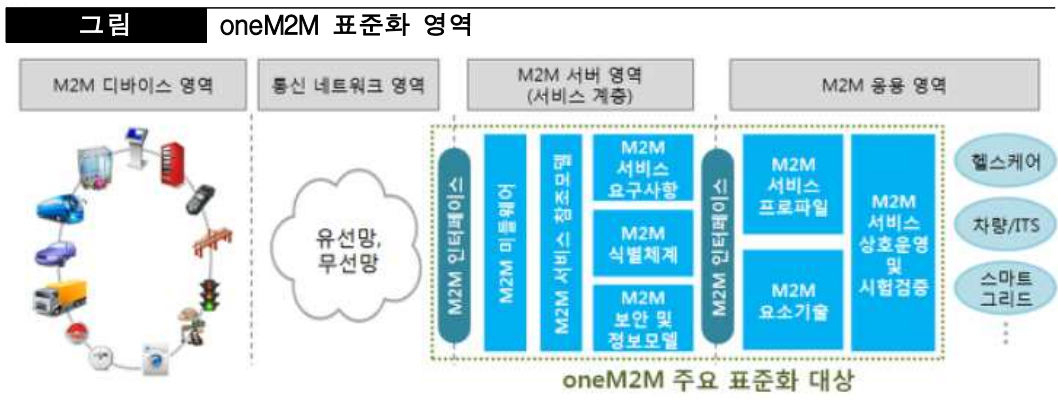 그림
oneM2M 표준화 영역
M2M 디바이스 영역
통신 네트워크 영역
M2M 서버 영역
(서비스 계층)
M2M 응용 영역
유선망,
무선망
M2M 인터페이스
M2M 미들웨어
M2M 서비스 참조모델
M2M
서비스
요구사항
M2M
식별체계
M2M
보안 및
정보모델
M2M 인터페이스
M2M
서비스
프로파일
M2M
요소기술
M2M
서비스
상호운영
및
시험검증
헬스케어
차량/ITS
스마트
그리드
oneM2M 주요 표준화 대상